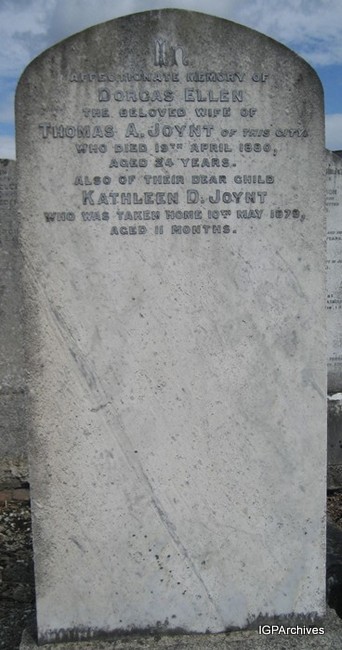 IN
AFFECTIONATE MEMORY OF
DORCAS ELLEN
THE BELOVED WIFE OF
THOMAS A. JOYNT OF THIS CITY.
WHO DIED 19TH APRIL 1880,
AGED 34 YEARS.
ALSO OF THEIR DEAR CHILD
KATHLEEN D. JOYNT
WHO WAS TAKEN HOME 10TH MAY 1879,
AGED 11 MONTHS.
IGPArchives